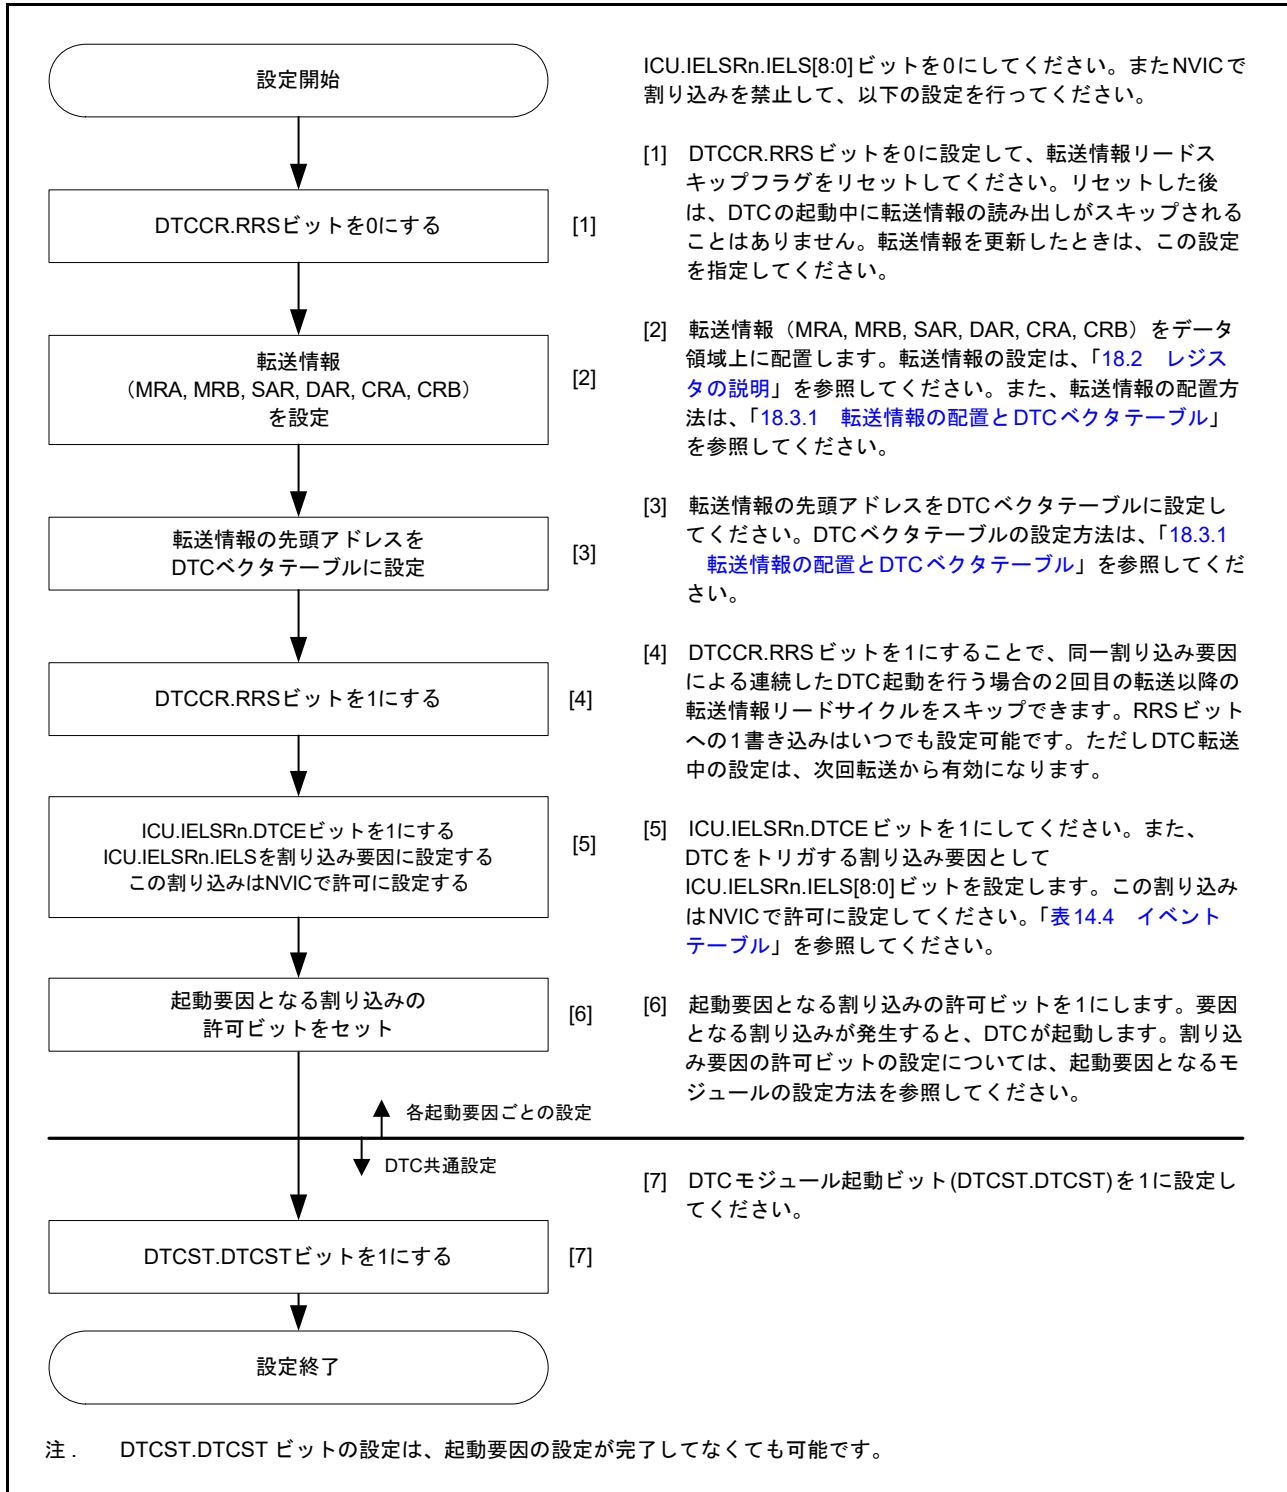 設定開始
DTCCR.RRSビットを0にする
[1]
転送情報
（MRA, MRB, SAR, DAR, CRA, CRB）
を設定
[2]
転送情報の先頭アドレスを
DTCベクタテーブルに設定
[3]
DTCCR.RRSビットを1にする
[4]
ICU.IELSRn.DTCEビットを1にする
ICU.IELSRn.IELSを割り込み要因に設定する
この割り込みはNVICで許可に設定する
[5]
起動要因となる割り込みの
許可ビットをセット
[6]
各起動要因ごとの設定
DTC共通設定
DTCST.DTCSTビットを1にする
[7]
設定終了
ICU.IELSRn.IELS[8:0]ビットを0にしてください。またNVICで
割り込みを禁止して、以下の設定を行ってください。
[1] DTCCR.RRSビットを0に設定して、転送情報リードス
キップフラグをリセットしてください。リセットした後
は、DTCの起動中に転送情報の読み出しがスキップされる
ことはありません。転送情報を更新したときは、この設定
を指定してください。
[2] 転送情報（MRA, MRB, SAR, DAR, CRA, CRB）をデータ
領域上に配置します。転送情報の設定は、「18.2 レジス
タの説明」を参照してください。また、転送情報の配置方
法は、「18.3.1 転送情報の配置とDTCベクタテーブル」
を参照してください。
[3] 転送情報の先頭アドレスをDTCベクタテーブルに設定し
てください。DTCベクタテーブルの設定方法は、「18.3.1
転送情報の配置とDTCベクタテーブル」を参照してくだ
さい。
[4] DTCCR.RRSビットを1にすることで、同一割り込み要因
による連続したDTC起動を行う場合の2回目の転送以降の
転送情報リードサイクルをスキップできます。RRSビット
への1書き込みはいつでも設定可能です。ただしDTC転送
中の設定は、次回転送から有効になります。
[5] ICU.IELSRn.DTCEビットを1にしてください。また、
DTCをトリガする割り込み要因として
ICU.IELSRn.IELS[8:0]ビットを設定します。この割り込み
はNVICで許可に設定してください。「表14.4 イベント
テーブル」を参照してください。
[6] 起動要因となる割り込みの許可ビットを1にします。要因
となる割り込みが発生すると、DTCが起動します。割り込
み要因の許可ビットの設定については、起動要因となるモ
ジュールの設定方法を参照してください。
[7] DTCモジュール起動ビット(DTCST.DTCST)を1に設定し
てください。
注 . DTCST.DTCST ビットの設定は、起動要因の設定が完了してなくても可能です。